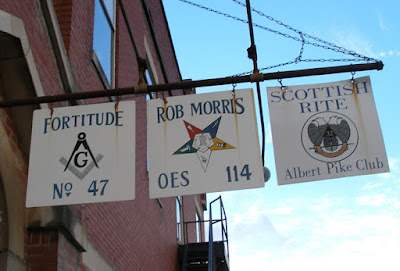 FORTITUDE
G
Nº 47
ROB MORRIS
OES 114
SCOTTISH
RITE
Albert Pike Club